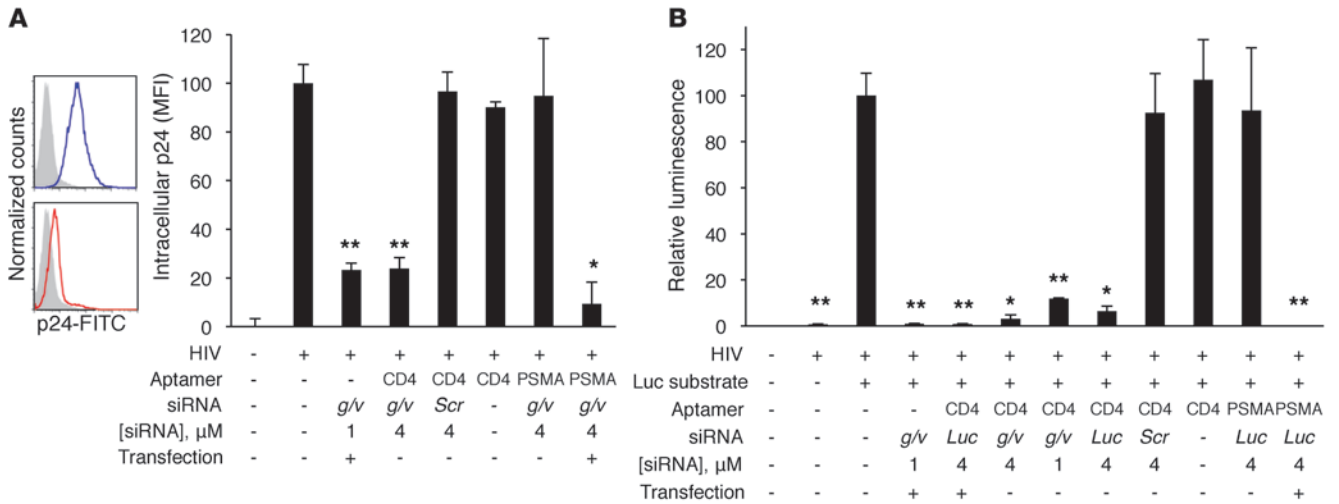 A
Normalized counts
p24-FITC
Intracellular p24 (MFI)
120
100
80
60
40
20
0
** ** *
HIV - + + + + + + +
Aptamer - - - CD4 CD4 CD4 PSMA PSMA
siRNA - - g/v g/v Scr - g/v g/v
[siRNA], μM - - 1 4 4 - 4 4
Transfection - - + - - - - +
B
Relative luminescence
120
100
80
60
40
20
0
** ** ** * ** * **
HIV - + + + + + + + + + + +
Luc substrate - - + + + + + + + + + +
Aptamer - - - - CD4 CD4 CD4 CD4 CD4 CD4 PSMA PSMA
siRNA - - - g/v Luc g/v g/v Luc Scr - Luc Luc
[siRNA], μM - - - 1 4 4 1 4 4 - 4 4
Transfection - - - + + - - - - - - +